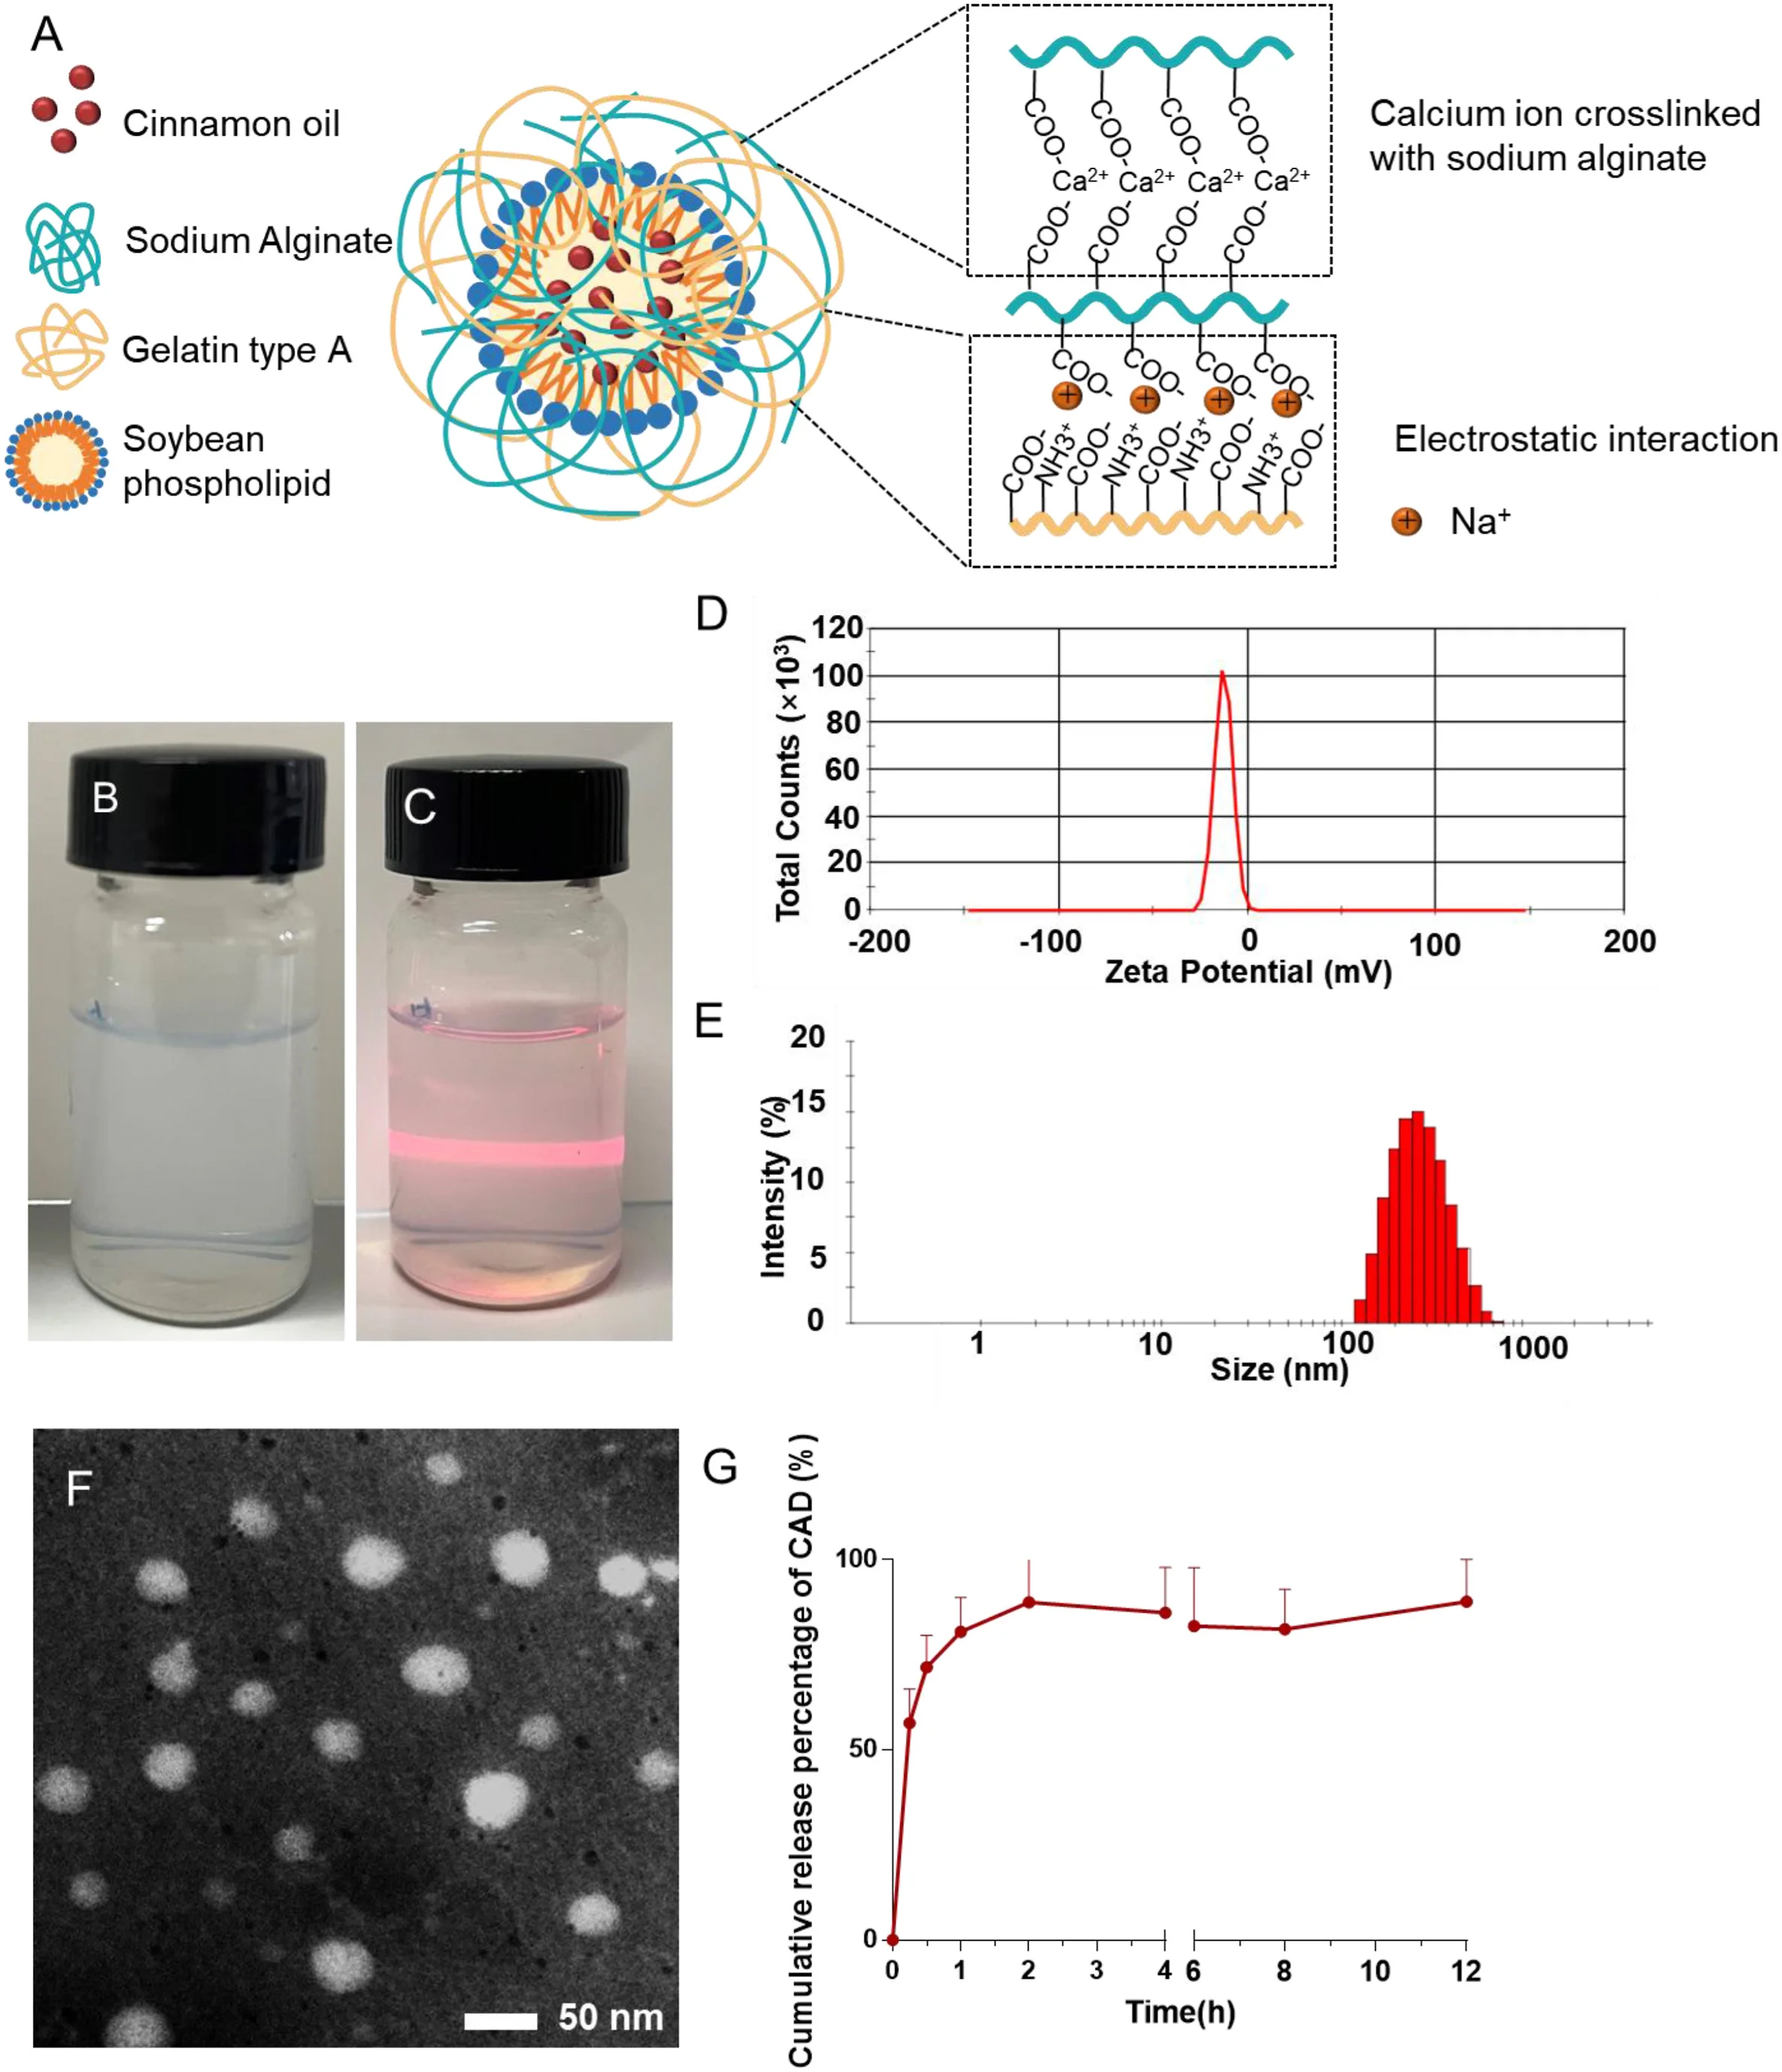 A
Cinnamon oil
Sodium Alginate
Gelatin type A
Soybean
phospholipid
COO- COO- COO- COO-
Ca²⁺ Ca²⁺ Ca²⁺ Ca²⁺
COO- COO- COO- COO-
Calcium ion crosslinked
with sodium alginate
COO- COO- COO- COO-
+ + + +
COO- NH3⁺ COO- NH3⁺ COO- NH3⁺ COO- NH3⁺ COO-
Electrostatic interaction
+ Na⁺
B
C
D
Total Counts (×10³)
120
100
80
60
40
20
0
-200 -100 0 100 200
Zeta Potential (mV)
E
Intensity (%)
20
15
10
5
0
1 10 100 1000
Size (nm)
F
50 nm
G
Cumulative release percentage of CAD (%)
100
50
0
0 1 2 3 4 6 8 10 12
Time(h)